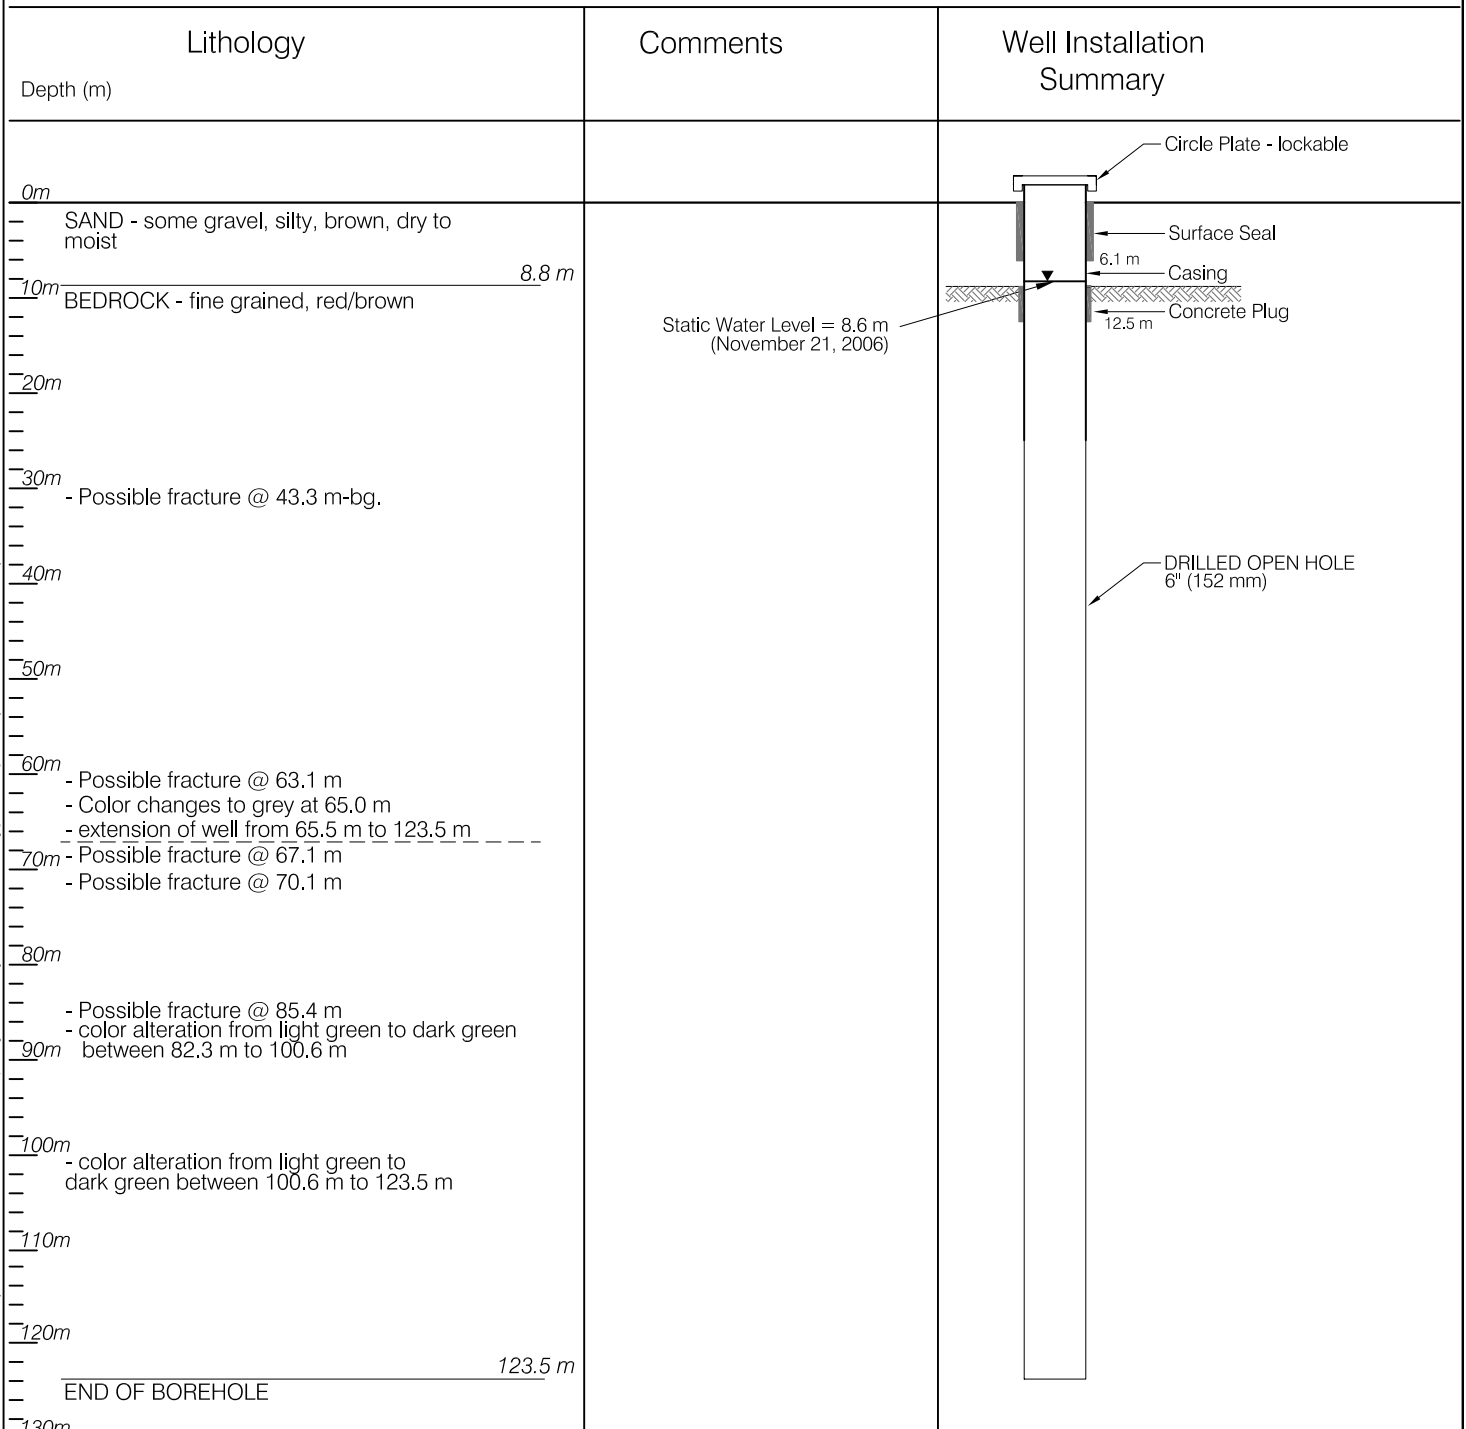 Lithology
Depth (m)
Comments
Well Installation
Summary
Circle Plate - lockable
0m
SAND - some gravel, silty, brown, dry to
moist
Surface Seal
6.1 m
8.8 m
Casing
10m
BEDROCK - fine grained, red/brown
Concrete Plug
12.5 m
Static Water Level = 8.6 m
(November 21, 2006)
20m
30m
- Possible fracture @ 43.3 m-bg.
40m
DRILLED OPEN HOLE
6" (152 mm)
50m
60m
- Possible fracture @ 63.1 m
- Color changes to grey at 65.0 m
- extension of well from 65.5 m to 123.5 m
70m
- Possible fracture @ 67.1 m
- Possible fracture @ 70.1 m
80m
- Possible fracture @ 85.4 m
- color alteration from light green to dark green
between 82.3 m to 100.6 m
90m
100m
- color alteration from light green to
dark green between 100.6 m to 123.5 m
110m
120m
123.5 m
END OF BOREHOLE
130m